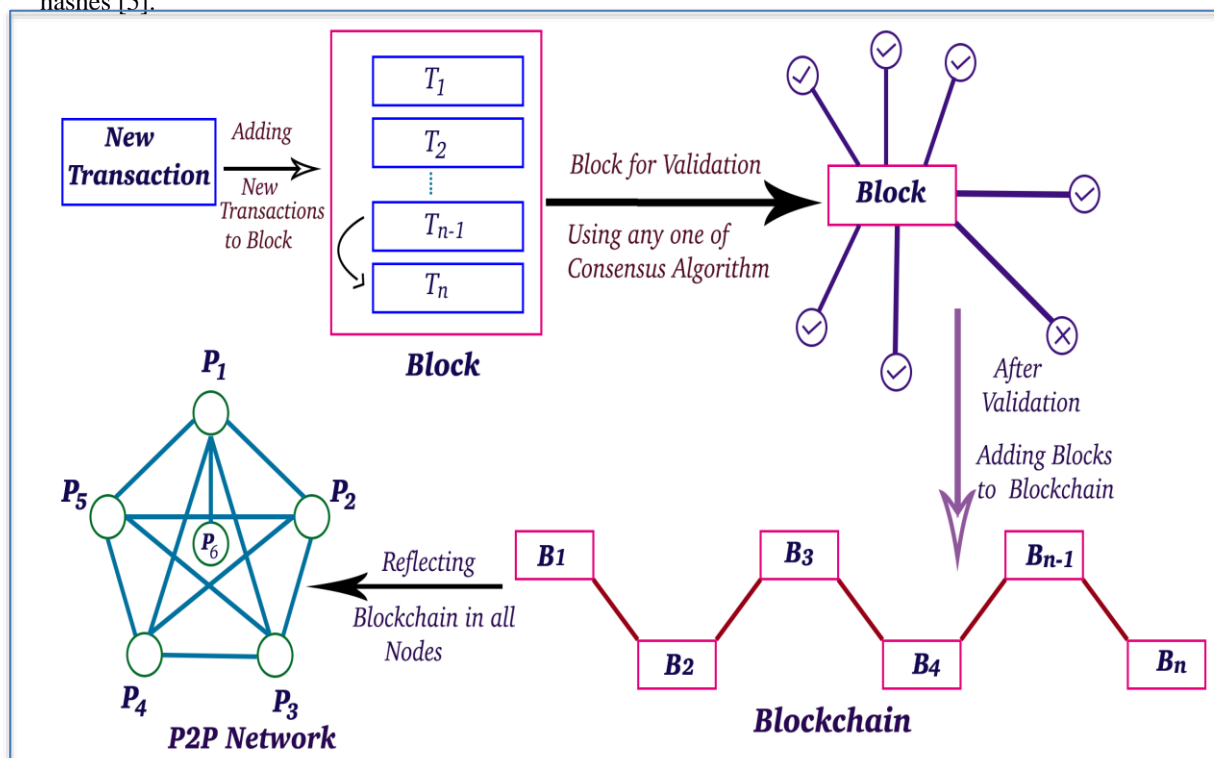 hashes [5].
New
Transaction
Adding
New
Transactions
to Block
T1
T2
Tn-1
Tn
Block
Block for Validation
Using any one of
Consensus Algorithm
Block
After
Validation
Adding Blocks
to Blockchain
B1
B2
B3
B4
Bn-1
Bn
Blockchain
Reflecting
Blockchain in all
Nodes
P1
P2
P3
P4
P5
P6
P2P Network